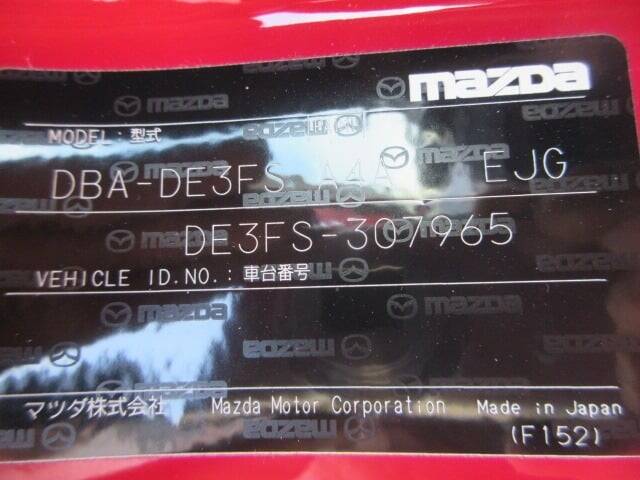 mazda
MODEL: 型式
DBA-DE3FS A4A EJG
DE3FS-307965
VEHICLE ID.NO.: 車台番号
マツダ株式会社 Mazda Motor Corporation Made in Japan
(F152)